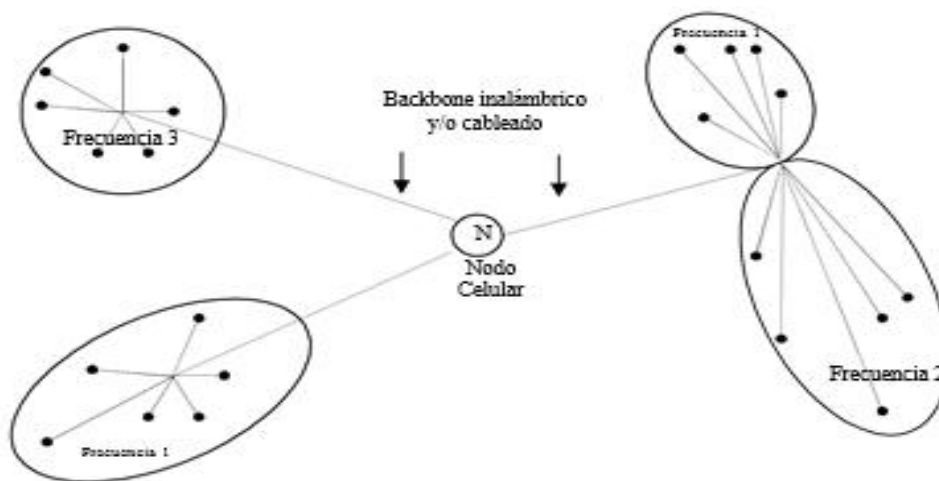 Frecuencia 1
Backbone inalámbrico
y/o cableado
Frecuencia 3
N
Nodo
Celular
Frecuencia 2
Frecuencia 1